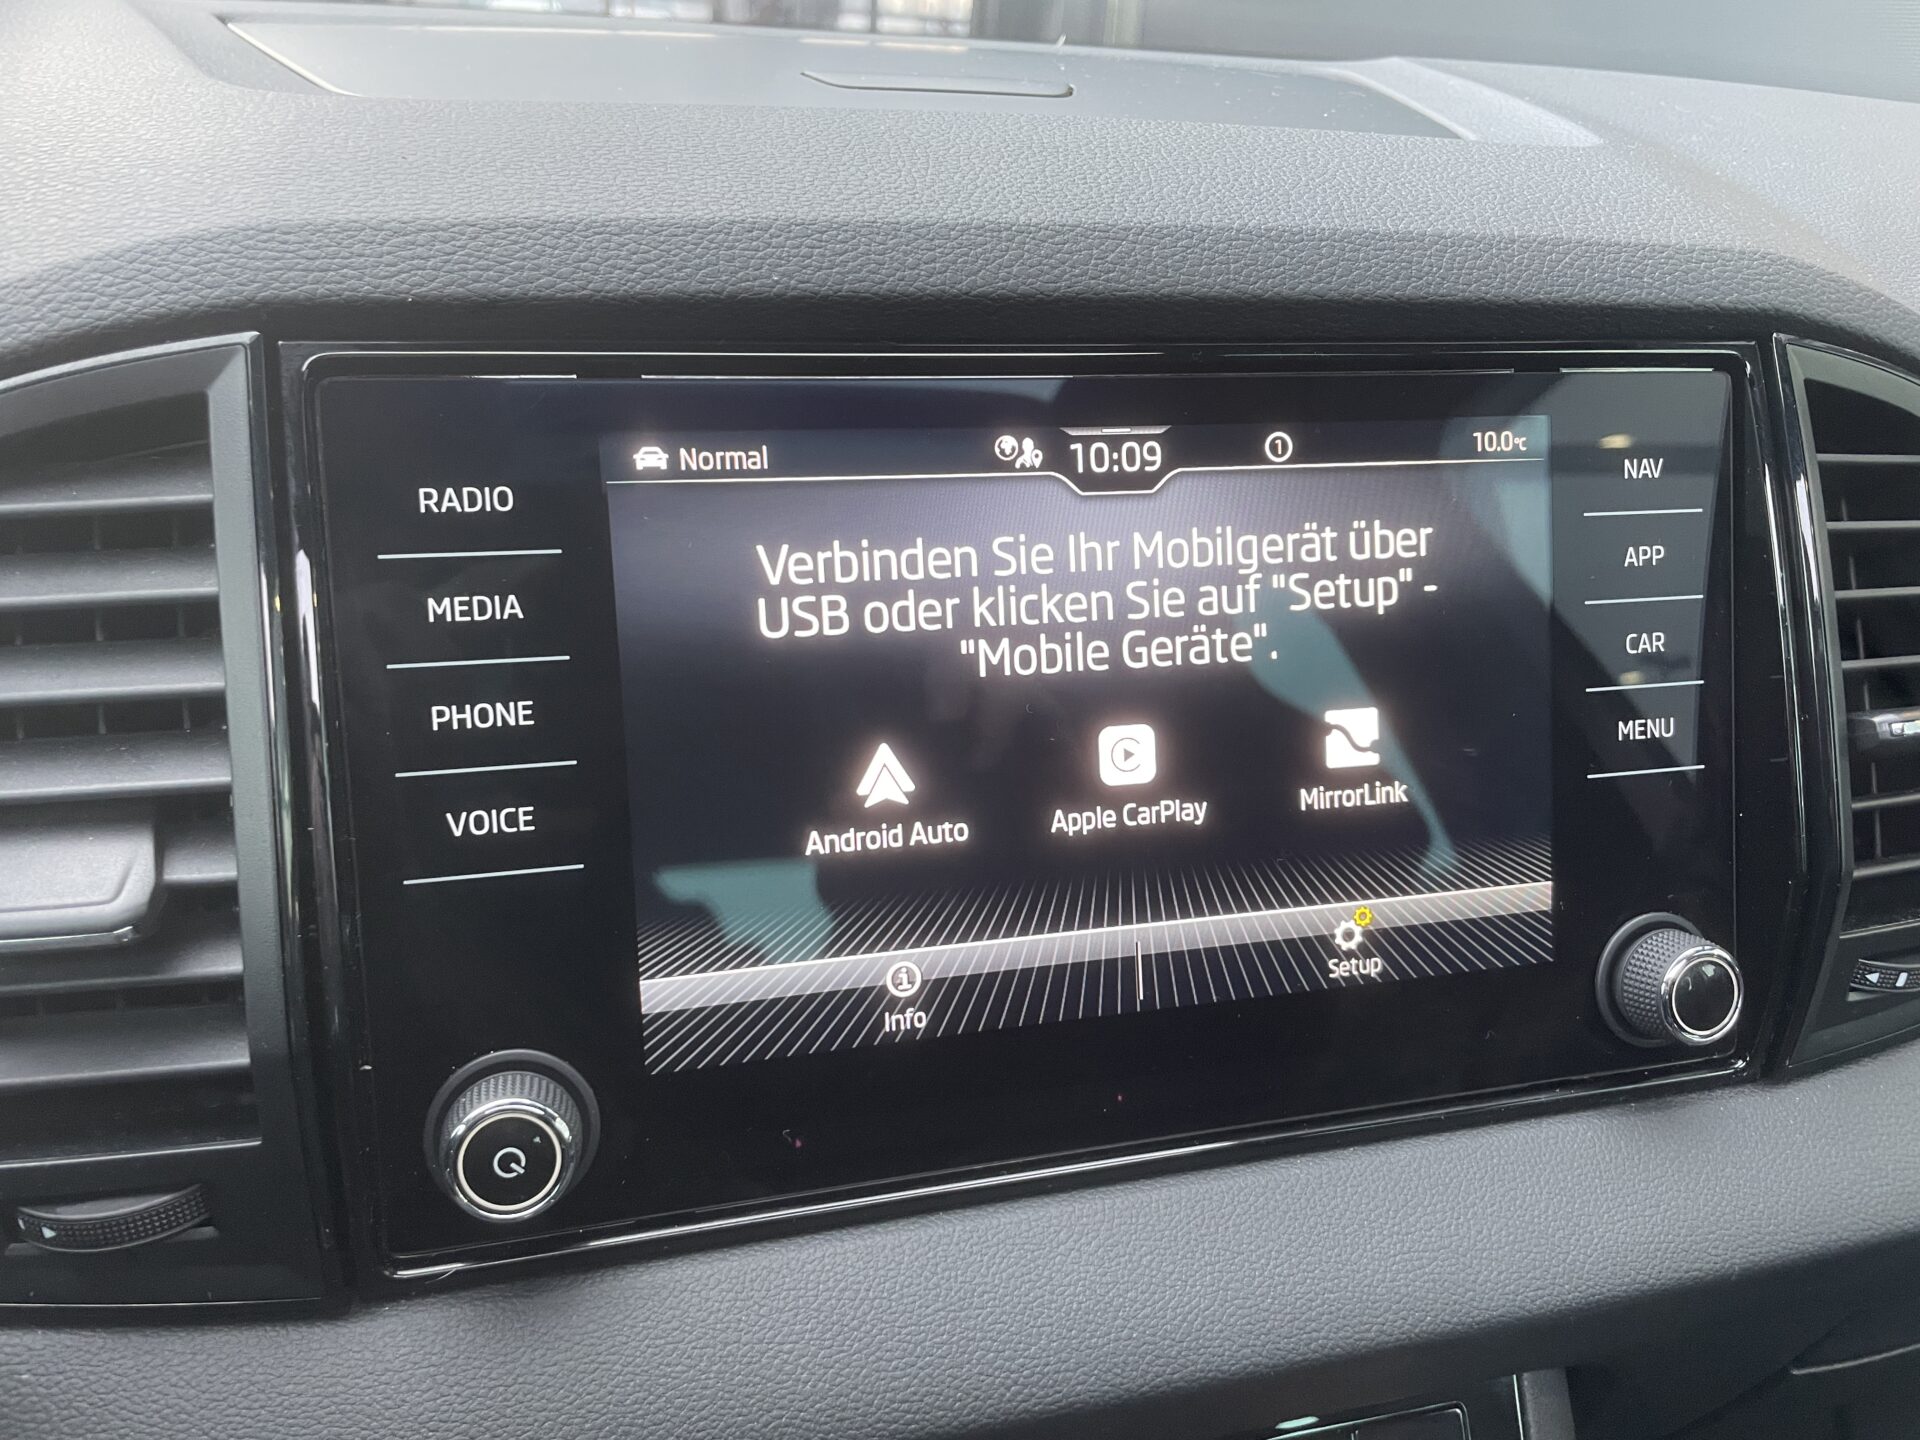 Normal
10:09
1
10.0°C
RADIO
MEDIA
PHONE
VOICE
Verbinden Sie Ihr Mobilgerät über
USB oder klicken Sie auf "Setup" -
"Mobile Geräte".
Android Auto
Apple CarPlay
MirrorLink
Info
Setup
NAV
APP
CAR
MENU